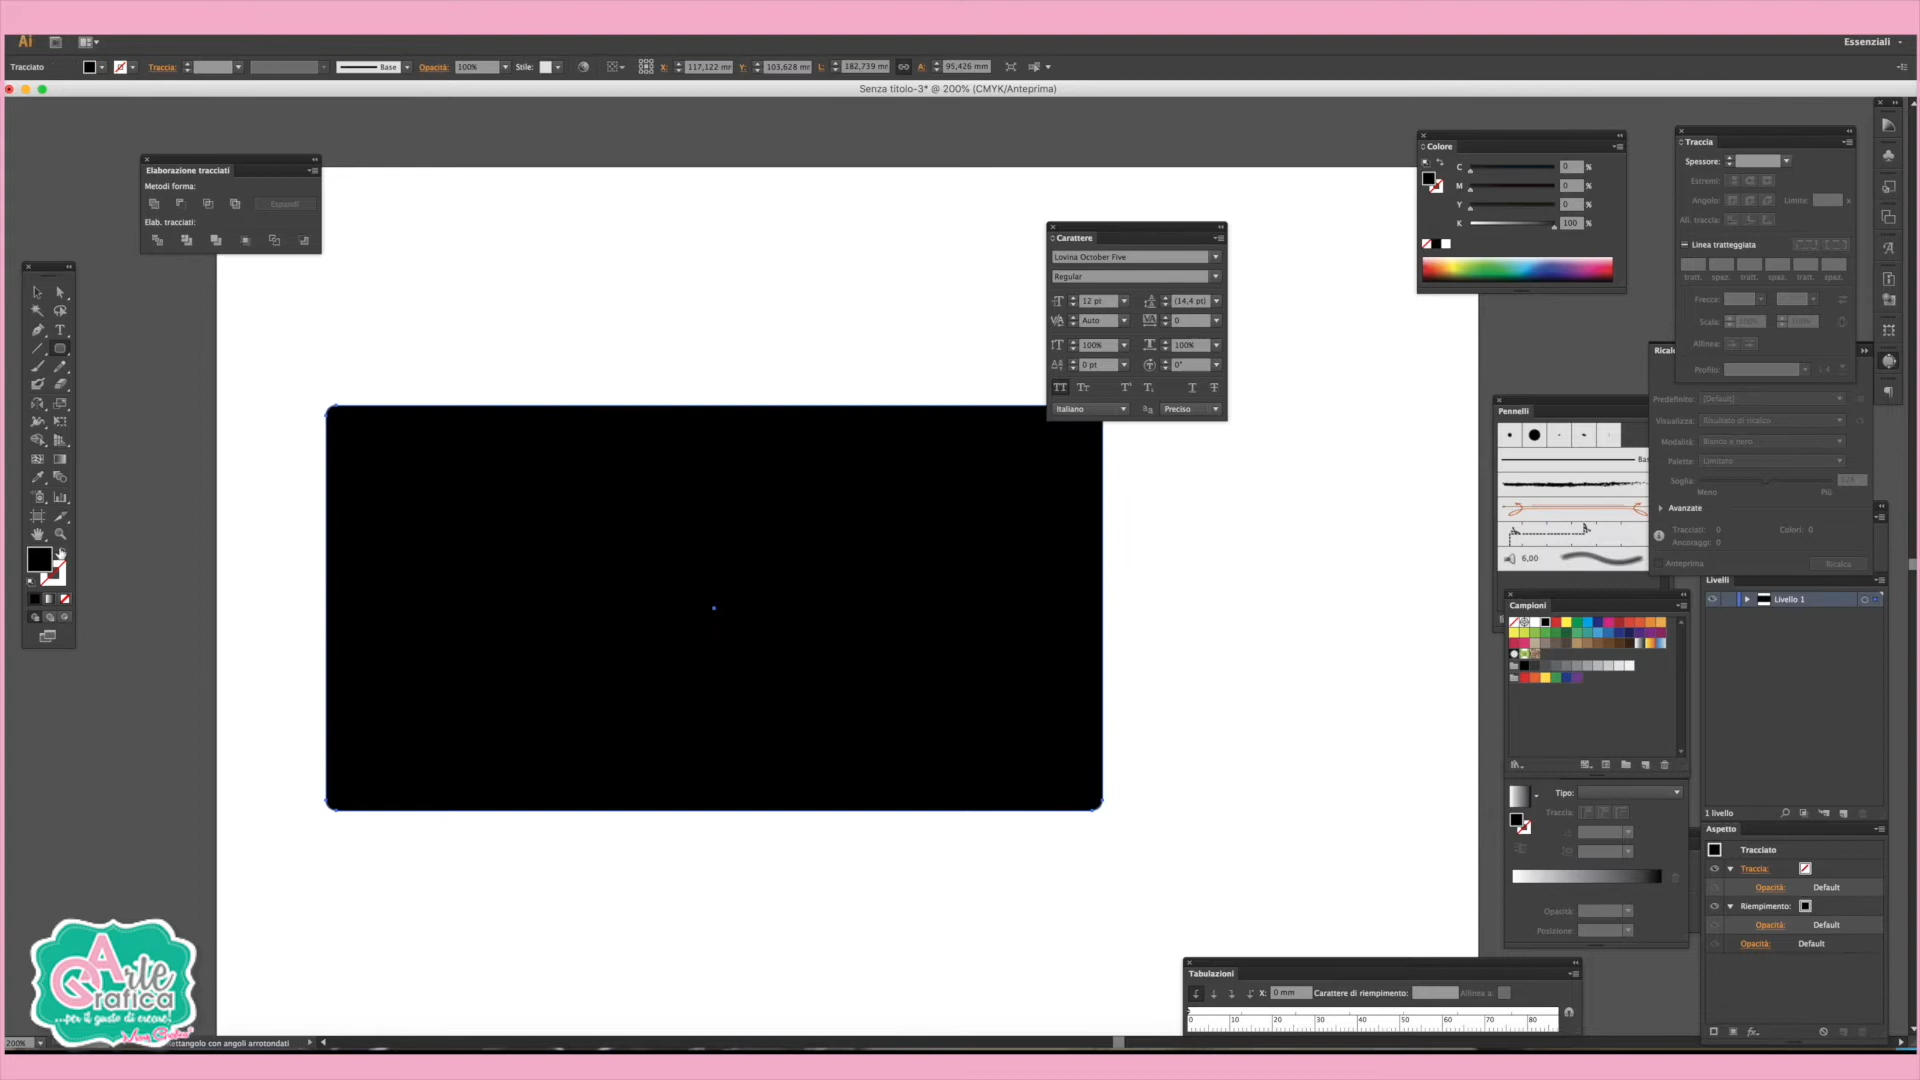 Ai
Essenziali
Tracciato
Traccia:
Base
Opacità: 100%
Stile:
X: 117,122 mm Y: 103,628 mm L: 182,739 mm A: 95,426 mm
Senza titolo-3* @ 200% (CMYK/Anteprima)
Elaborazione tracciati
Metodi forma:
Espandi
Elab. tracciati:
Carattere
Lovina October Five
Regular
12 pt (14,4 pt)
Auto 0
100% 100%
0 pt 0°
Italiano Preciso
Colore
C 0 %
M 0 %
Y 0 %
K 100 %
Traccia
Spessore:
Estremi:
Angolo: Limite: x
All. traccia:
Linea tratteggiata
tratt. spaz. tratt. spaz. tratt. spaz.
Frecce:
Scala: 100% 100%
Allinea:
Profilo:
Predefinito: [Default]
Visualizza: Risultato di ricalco
Modalità: Bianco e nero
Palette: Limitato
Soglia: 128
Meno Più
Avanzate
Tracciati: 0 Colori: 0
Ancoraggi: 0
Anteprima Ricalca
Pennelli
6,00
Livelli
Livello 1
1 livello
Campioni
Tipo:
Traccia:
Opacità:
Posizione:
Aspetto
Tracciato
Traccia:
Opacità: Default
Riempimento:
Opacità: Default
Opacità: Default
Tabulazioni
X: 0 mm Carattere di riempimento: Allinea a:
0 10 20 30 40 50 60 70 80
Arte
Grafica
...per il gusto di creare!
200%
ettangolo con angoli arrotondati